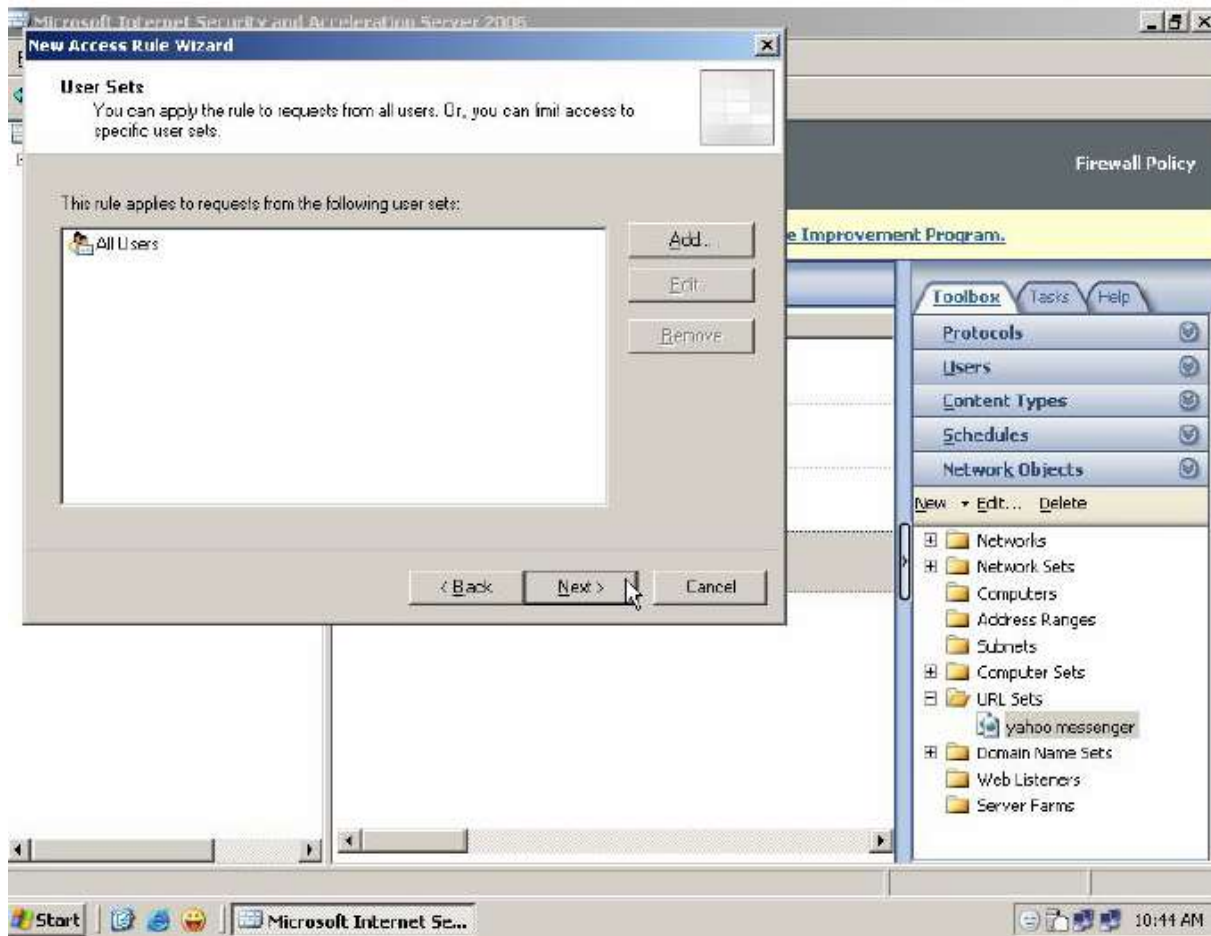 Microsoft Internet Security and Acceleration Server 2006
New Access Rule Wizard
User Sets
You can apply the rule to requests from all users. Or, you can limit access to
specific user sets.
This rule applies to requests from the following user sets:
All Users
Add...
Edit...
Remove
< Back
Next >
Cancel
Firewall Policy
e Improvement Program.
Toolbox
Tasks
Help
Protocols
Users
Content Types
Schedules
Network Objects
New
Edit...
Delete
Networks
Network Sets
Computers
Address Ranges
Subnets
Computer Sets
URL Sets
yahoo messenger
Domain Name Sets
Web Listeners
Server Farms
Start
Microsoft Internet Se...
10:44 AM